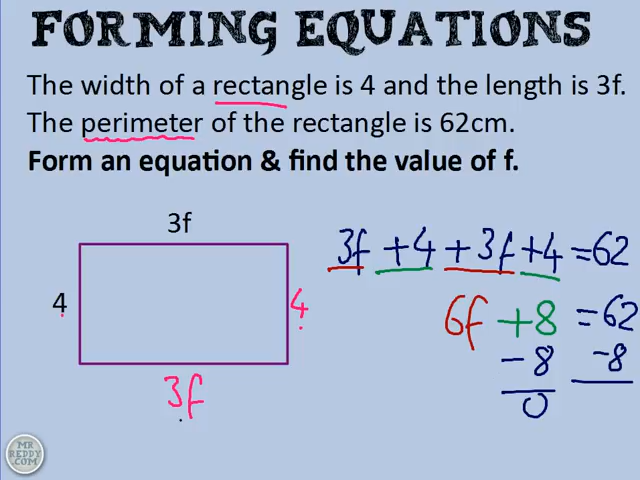 FORMING EQUATIONS
The width of a rectangle is 4 and the length is 3f.
The perimeter of the rectangle is 62cm.
Form an equation & find the value of f.
3f
3f +4 +3f +4 =62
4
4
6f +8 =62
-8 -8
3f
0
MR
REDDY
.COM